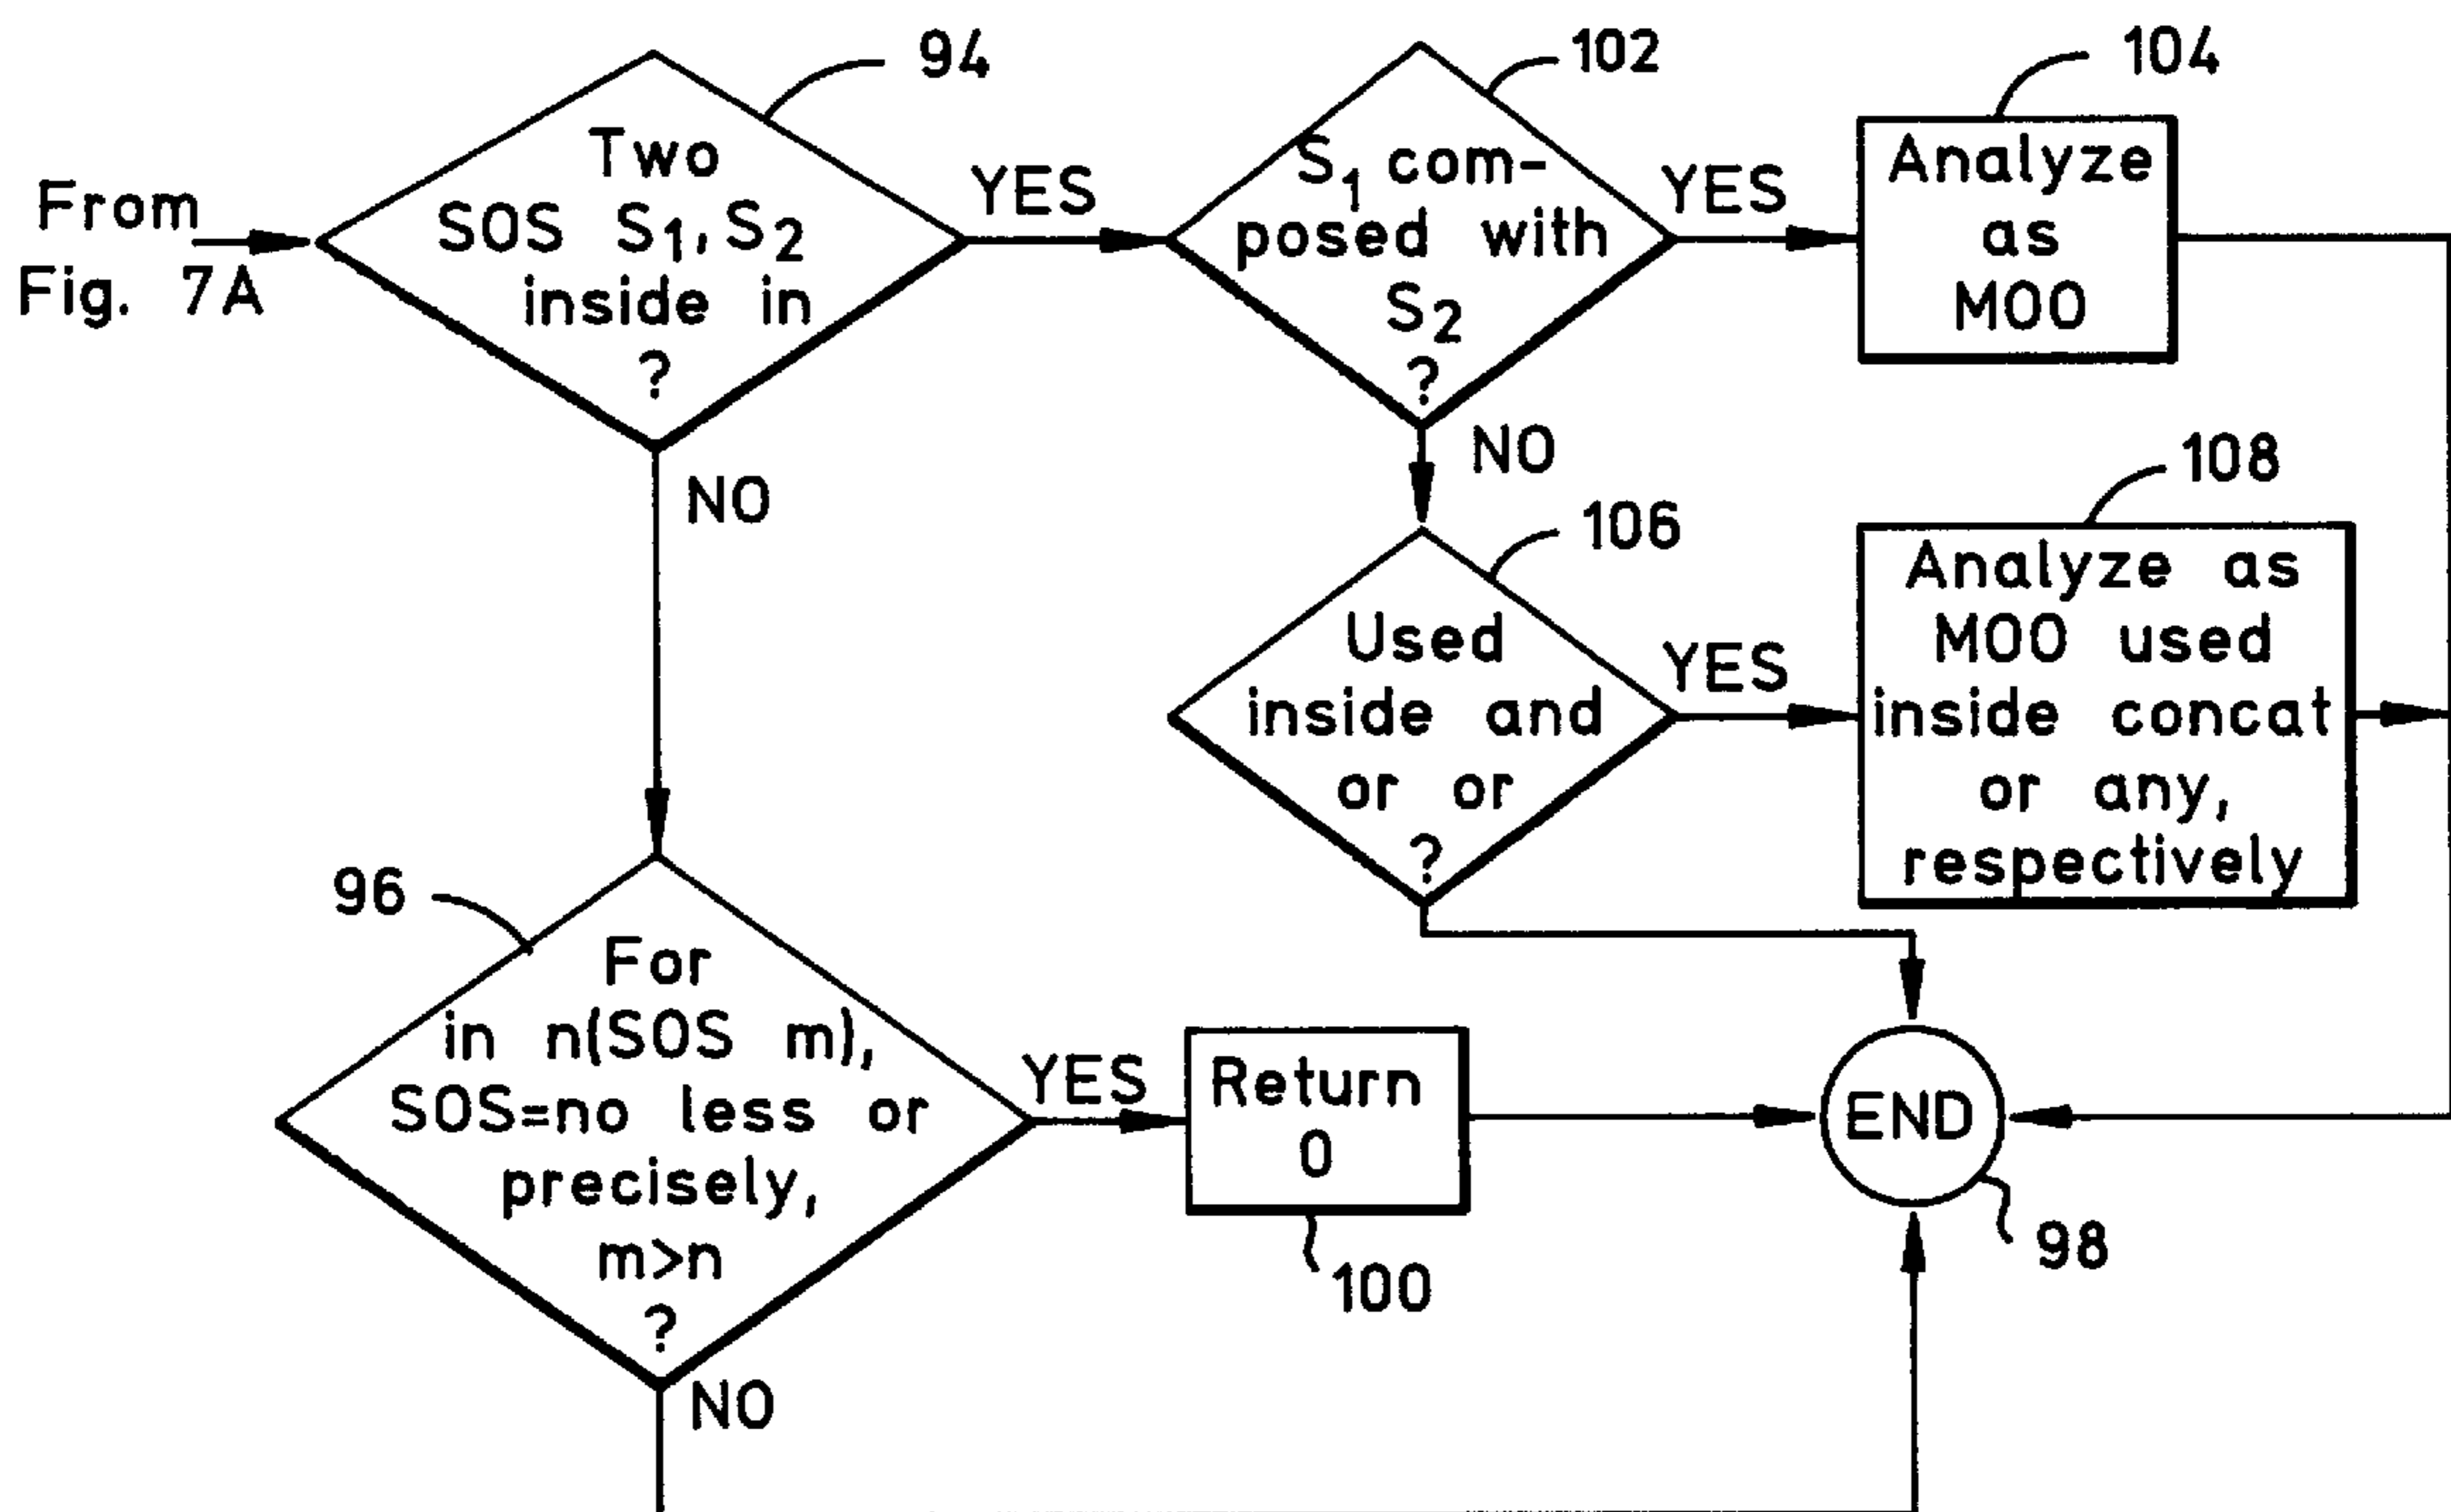 94
102
104
From
Fig. 7A
Two
SOS S1, S2
inside in
?
YES
S1 com-
posed with
S2
?
YES
Analyze
as
MOO
NO
NO
106
108
Used
inside and
or or
?
YES
Analyze as
MOO used
inside concat
or any,
respectively
96
For
in n(SOS m),
SOS=no less or
precisely,
m>n
?
YES
Return
0
100
END
98
NO